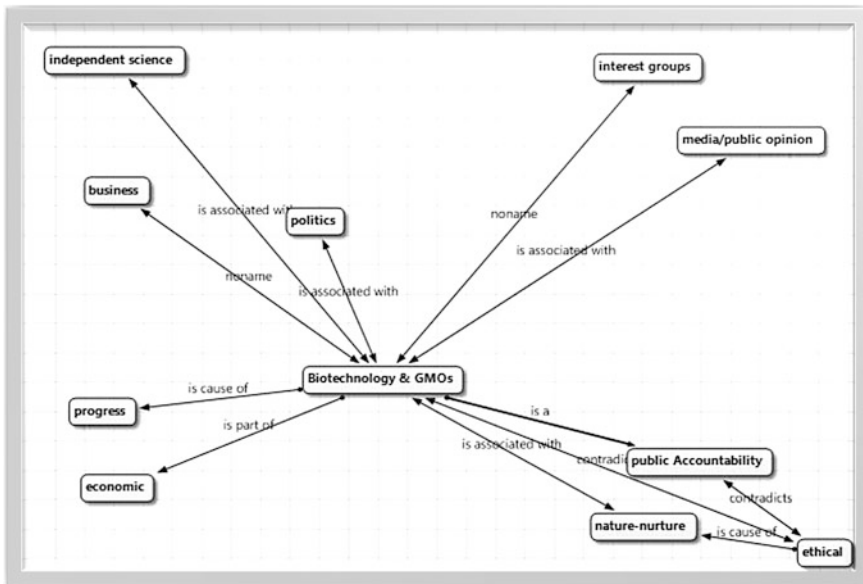 independent science
interest groups
media/public opinion
business
is associated with
politics
noname
is associated with
noname
is associated with
Biotechnology & GMOs
is cause of
progress
is a
is part of
is associated with
public Accountability
economic
contradicts
nature-nurture
is cause of
ethical